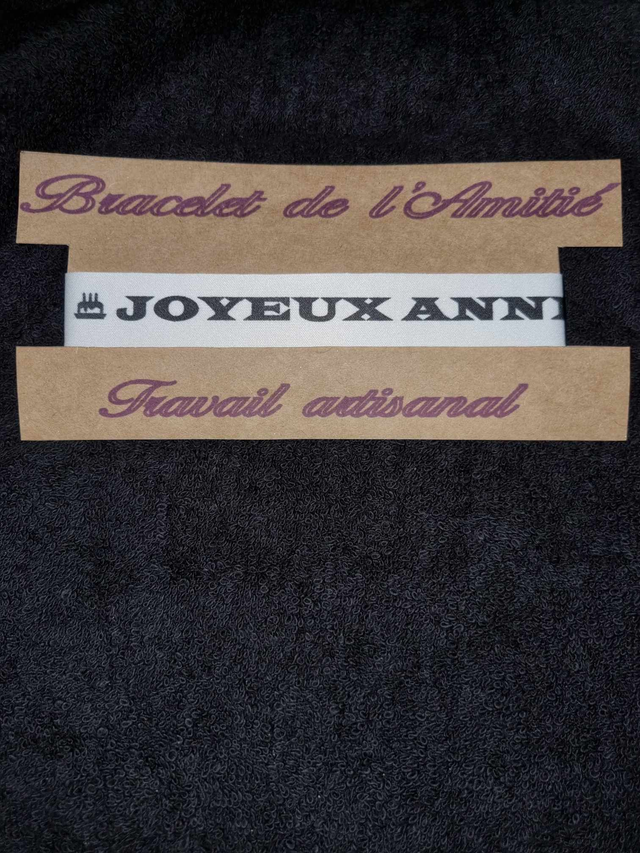 Bracelet de l'Amitié
JOYEUX ANNI
Travail artisanal